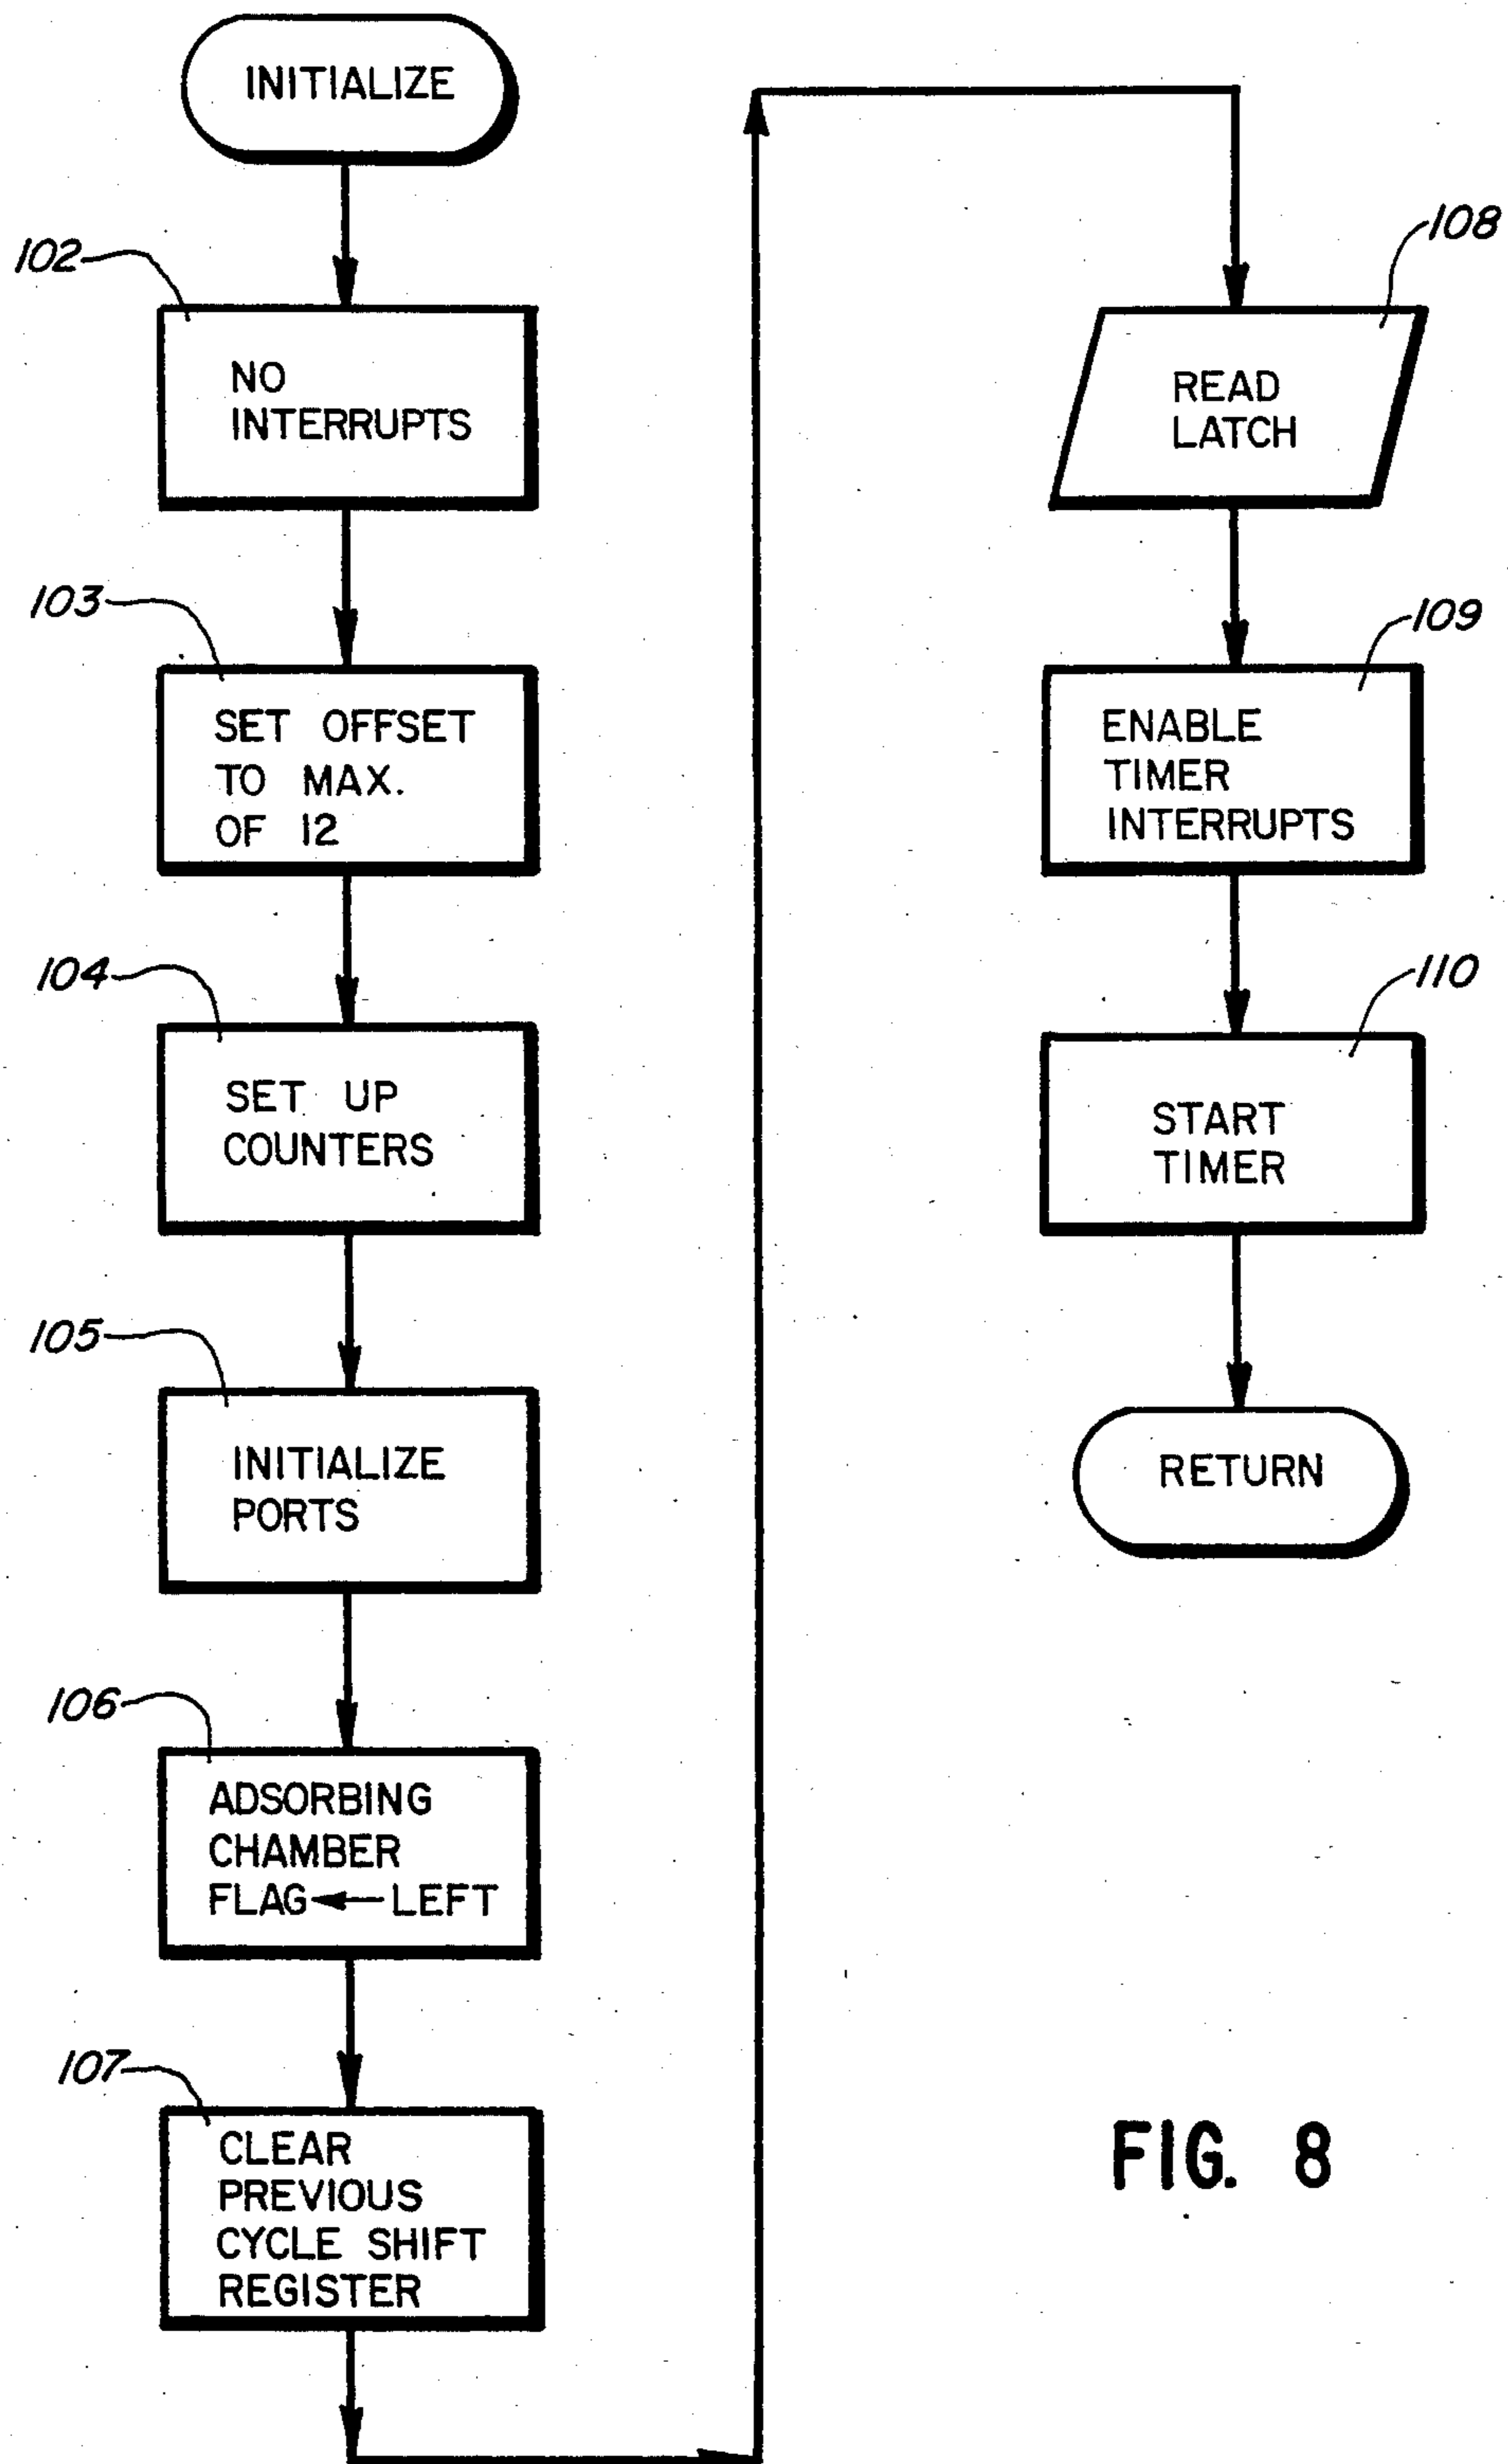 INITIALIZE
102
NO
INTERRUPTS
103
SET OFFSET
TO MAX.
OF 12
104
SET UP
COUNTERS
105
INITIALIZE
PORTS
106
ADSORBING
CHAMBER
FLAG ← LEFT
107
CLEAR
PREVIOUS
CYCLE SHIFT
REGISTER
108
READ
LATCH
109
ENABLE
TIMER
INTERRUPTS
110
START
TIMER
RETURN
FIG. 8